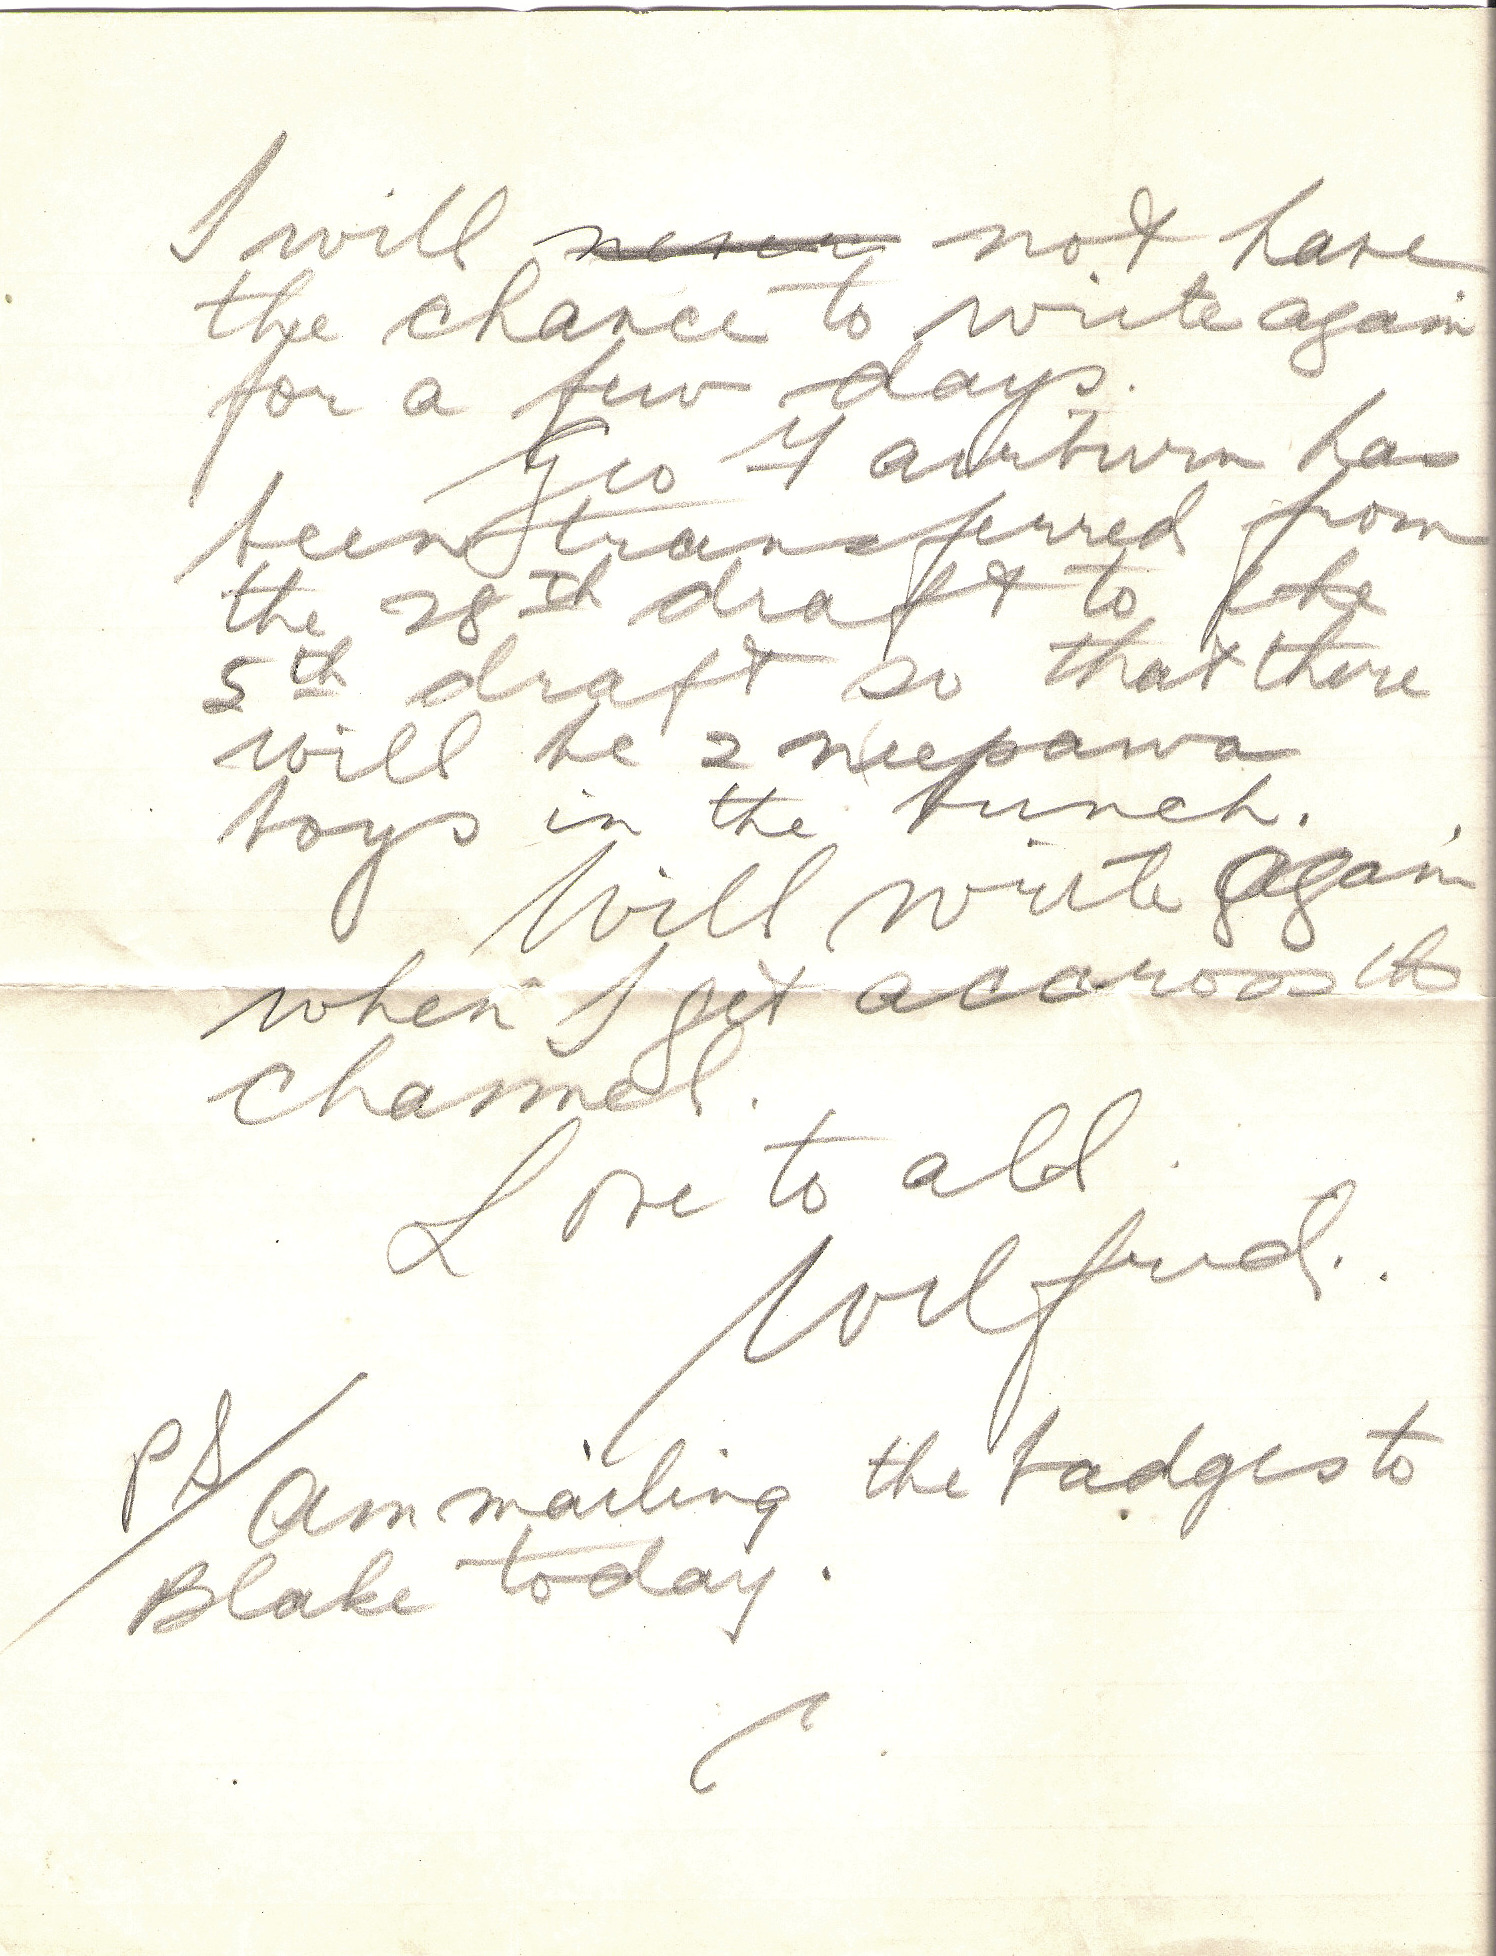 I will never not have
the chance to write again
for a few days.
Geo Fairburn has
been transferred from
the 28th draft to the
5th draft so that there
will be 2 neepawa
boys in the bunch.
Will write again
when I get accross the
channel.
Love to all
Wilfred.
PS/ Am mailing the badges to
Blake today.